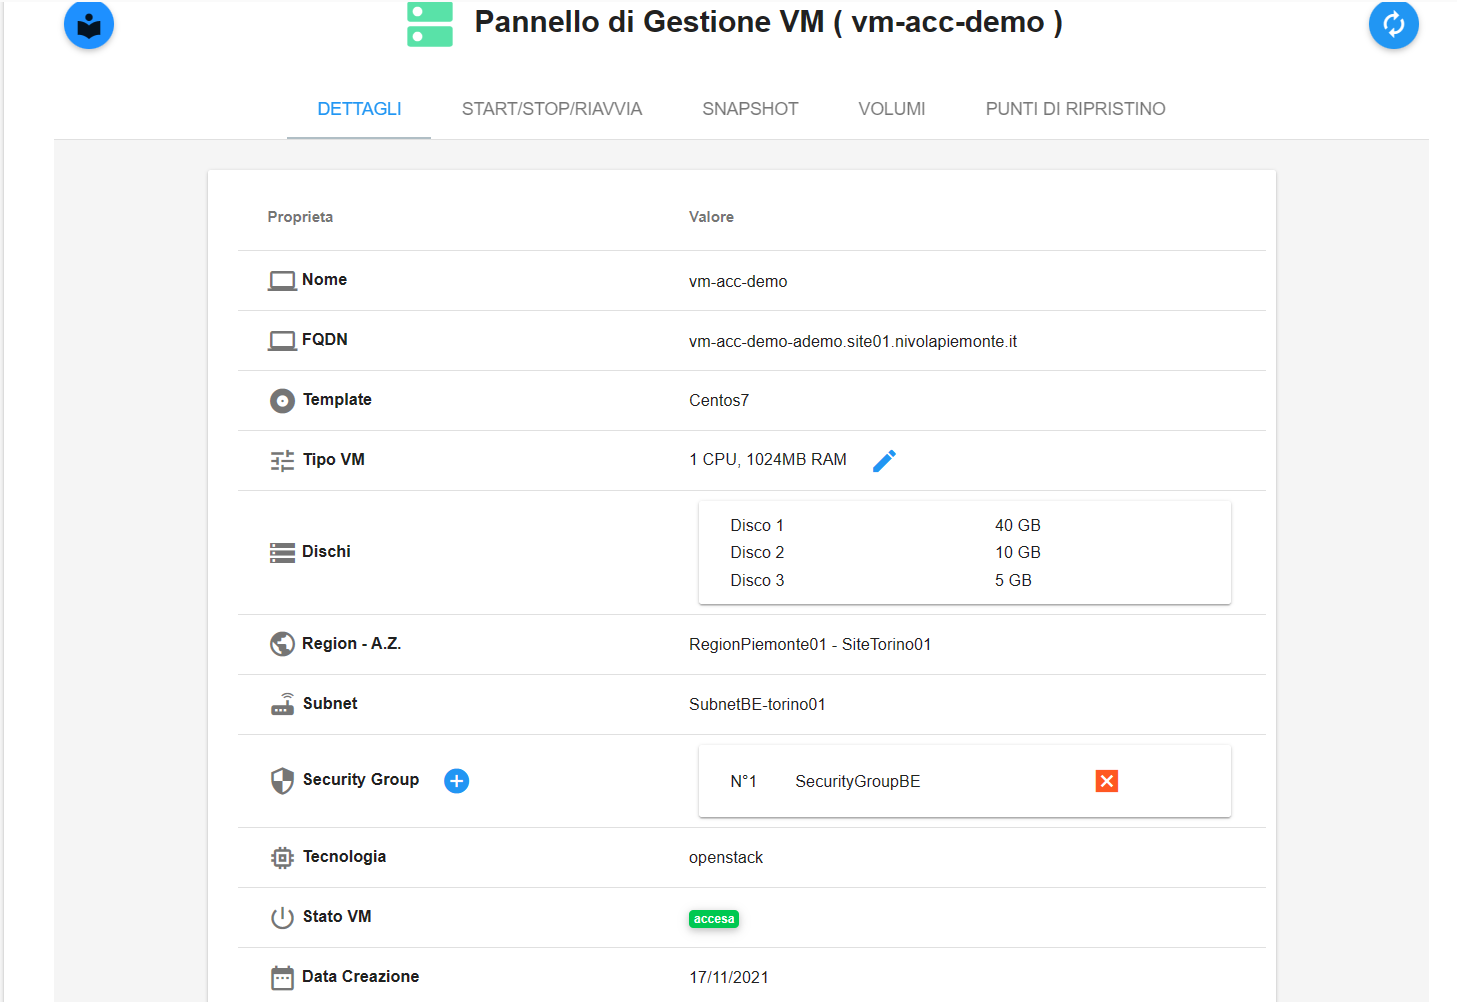 Pannello di Gestione VM ( vm-acc-demo )
DETTAGLI START/STOP/RIAVVIA SNAPSHOT VOLUMI PUNTI DI RIPRISTINO
Proprieta Valore
Nome vm-acc-demo
FQDN vm-acc-demo-ademo.site01.nivolapiemonte.it
Template Centos7
Tipo VM 1 CPU, 1024MB RAM
Dischi
Disco 1 40 GB
Disco 2 10 GB
Disco 3 5 GB
Region - A.Z. RegionPiemonte01 - SiteTorino01
Subnet SubnetBE-torino01
Security Group N°1 SecurityGroupBE
Tecnologia openstack
Stato VM accesa
Data Creazione 17/11/2021